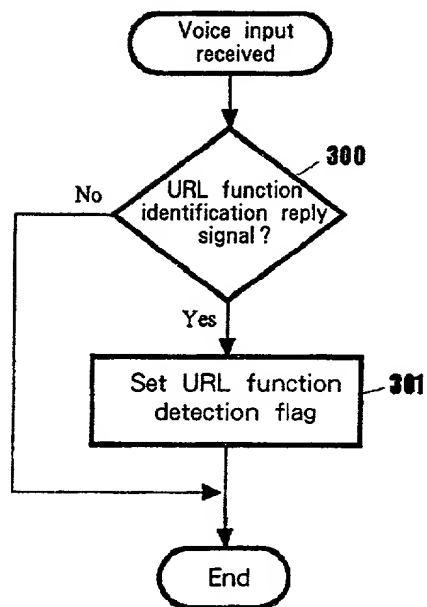 Voice input
received
300
URL function
identification reply
signal?
No
Yes
Set URL function
detection flag
301
End